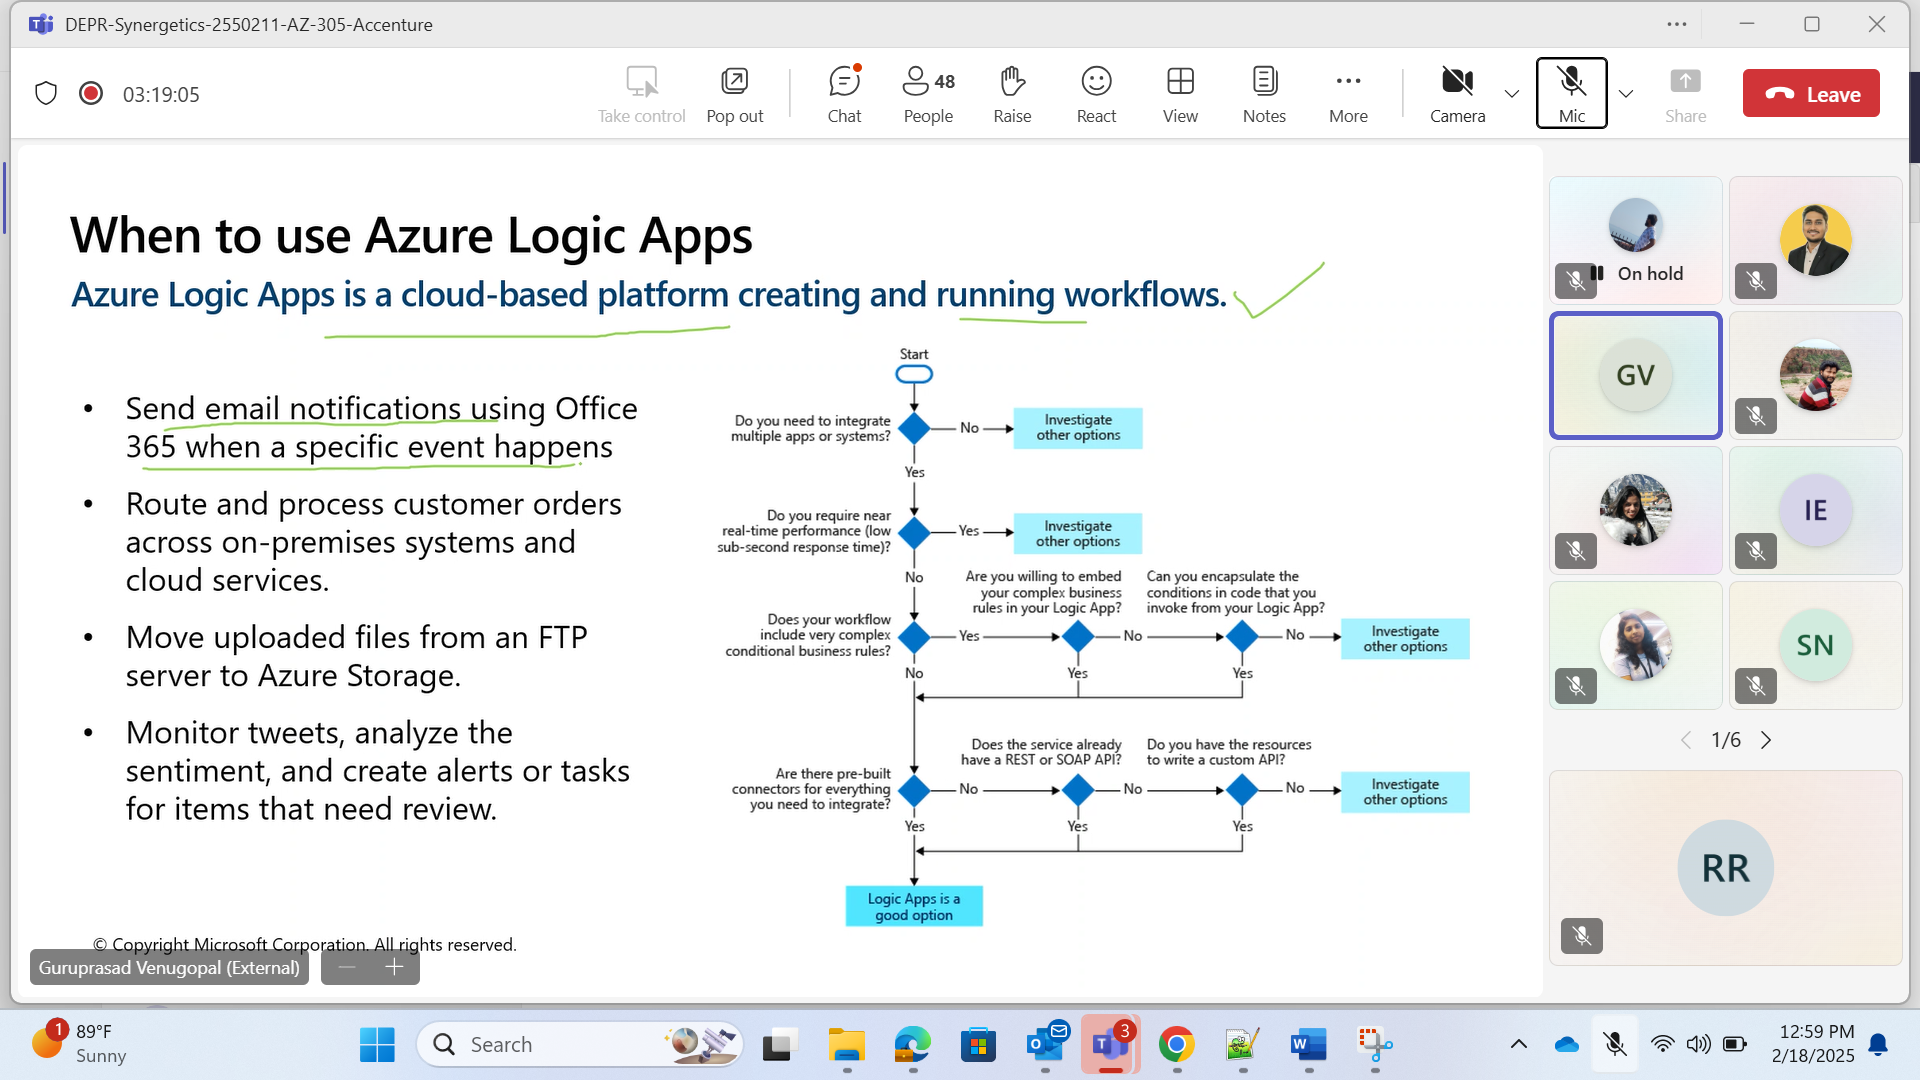 DEPR-Synergetics-2550211-AZ-305-Accenture
03:19:05
Take control
Pop out
Chat
48
People
Raise
React
View
Notes
More
Camera
Mic
Share
Leave
When to use Azure Logic Apps
Azure Logic Apps is a cloud-based platform creating and running workflows.
• Send email notifications using Office
365 when a specific event happens
• Route and process customer orders
across on-premises systems and
cloud services.
• Move uploaded files from an FTP
server to Azure Storage.
• Monitor tweets, analyze the
sentiment, and create alerts or tasks
for items that need review.
Start
Do you need to integrate
multiple apps or systems?
No
Investigate
other options
Yes
Do you require near
real-time performance (low
sub-second response time)?
Yes
Investigate
other options
No
Does your workflow
include very complex
conditional business rules?
Yes
Are you willing to embed
your complex business
rules in your Logic App?
No
Can you encapsulate the
conditions in code that you
invoke from your Logic App?
No
Investigate
other options
No
Yes
Yes
Are there pre-built
connectors for everything
you need to integrate?
No
Does the service already
have a REST or SOAP API?
No
Do you have the resources
to write a custom API?
No
Investigate
other options
Yes
Yes
Yes
Logic Apps is a
good option
© Copyright Microsoft Corporation. All rights reserved.
Guruprasad Venugopal (External)
On hold
GV
IE
SN
1/6
RR
1
89°F
Sunny
Search
3
12:59 PM
2/18/2025